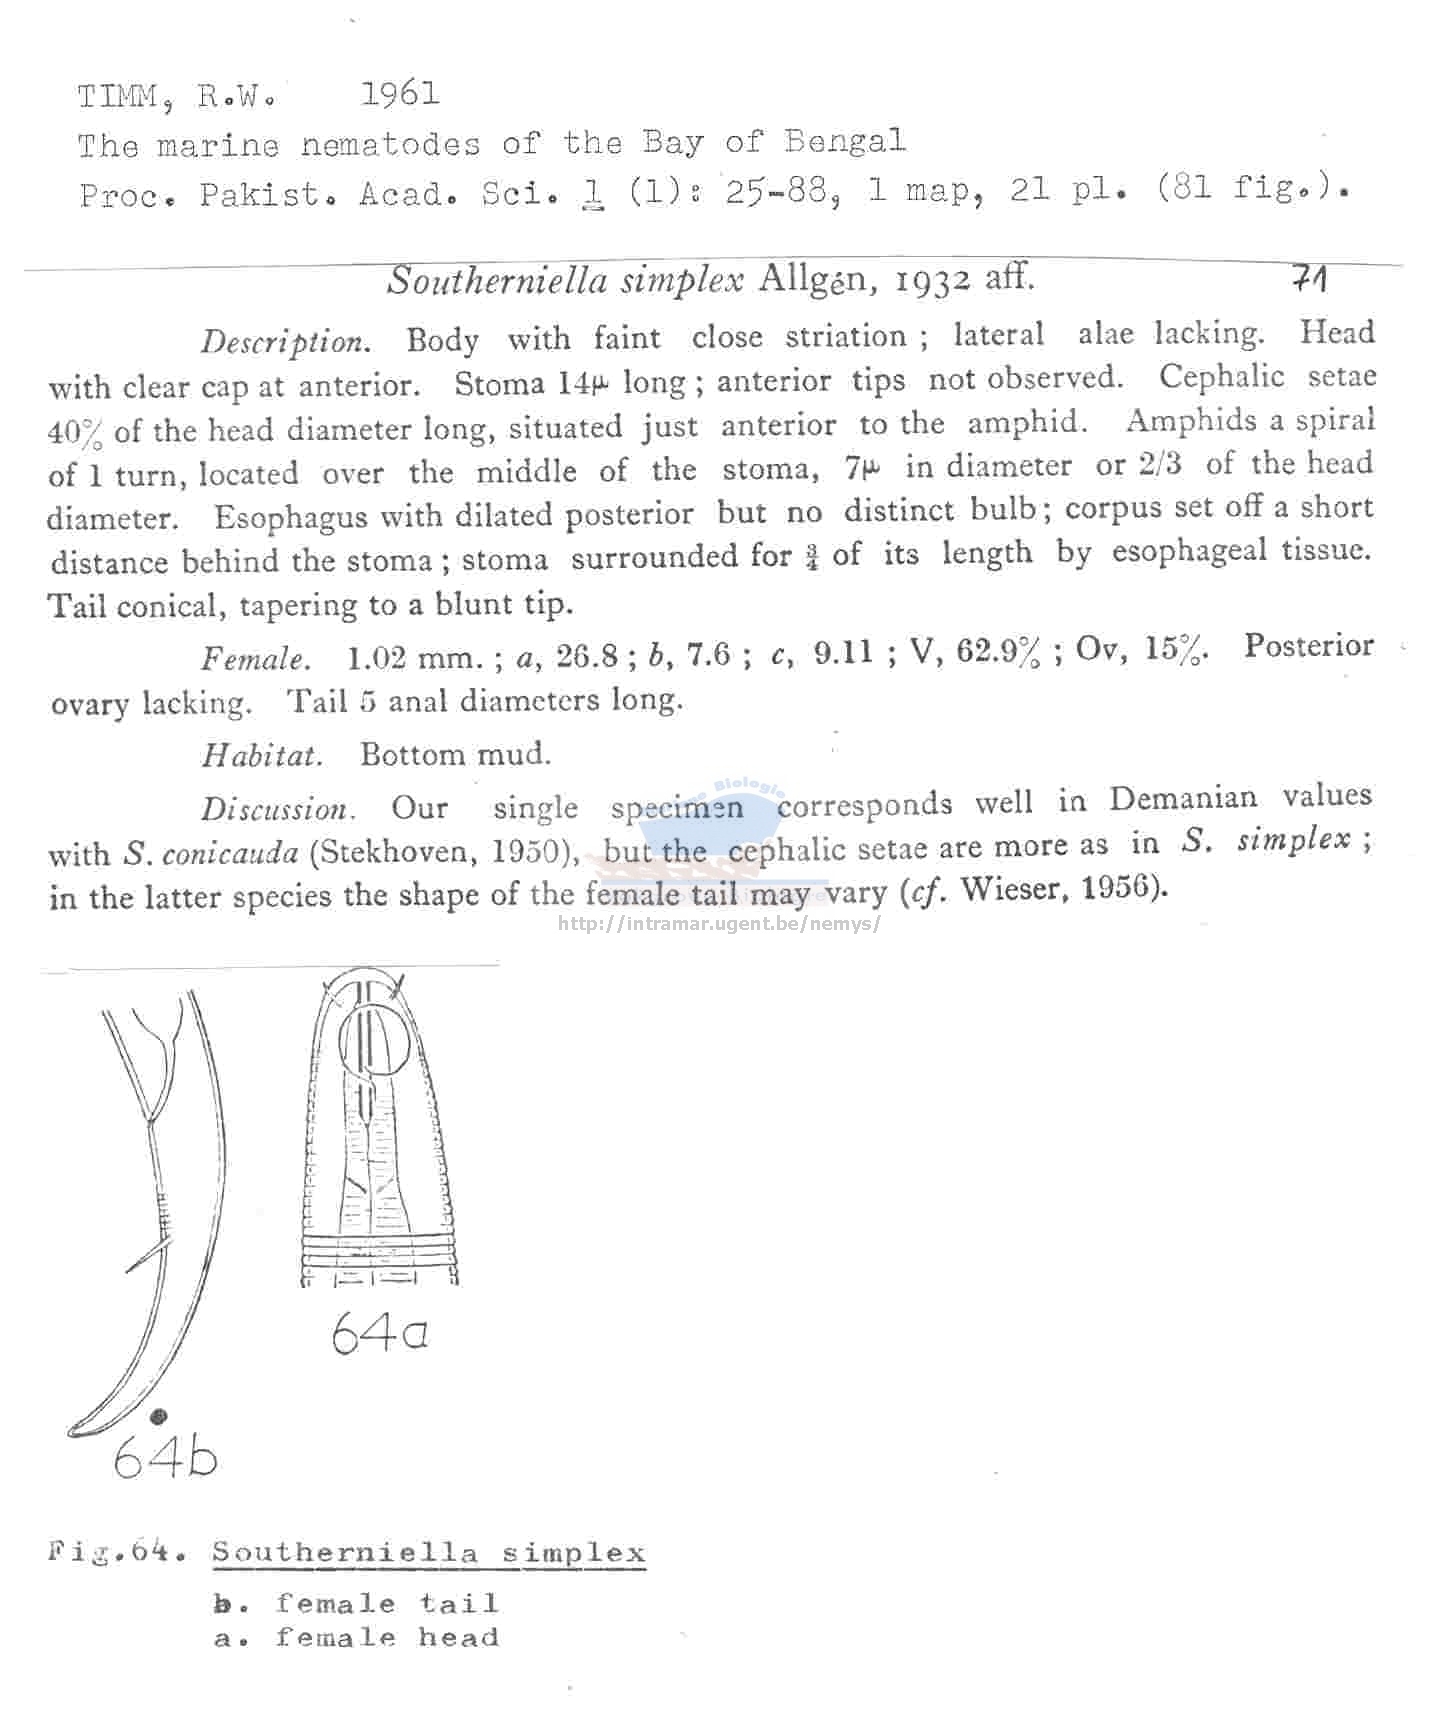 TIMM, R.W. 1961
The marine nematodes of the Bay of Bengal
Proc. Pakist. Acad. Sci. 1 (1): 25-88, 1 map, 21 pl. (81 fig.).
Southerniella simplex Allgén, 1932 aff. 71
Description. Body with faint close striation ; lateral alae lacking. Head
with clear cap at anterior. Stoma 14µ long ; anterior tips not observed. Cephalic setae
40% of the head diameter long, situated just anterior to the amphid. Amphids a spiral
of 1 turn, located over the middle of the stoma, 7µ in diameter or 2/3 of the head
diameter. Esophagus with dilated posterior but no distinct bulb ; corpus set off a short
distance behind the stoma ; stoma surrounded for ¾ of its length by esophageal tissue.
Tail conical, tapering to a blunt tip.
Female. 1.02 mm. ; a, 26.8 ; b, 7.6 ; c, 9.11 ; V, 62.9% ; Ov, 15%. Posterior
ovary lacking. Tail 5 anal diameters long.
Habitat. Bottom mud.
Biologie
Discussion. Our single specimen corresponds well in Demanian values
with S. conicauda (Stekhoven, 1950), but the cephalic setae are more as in S. simplex ;
in the latter species the shape of the female tail may vary (cf. Wieser, 1956).
http://intramar.ugent.be/nemys/
64a
64b
Fig.64. Southerniella simplex
b. female tail
a. female head